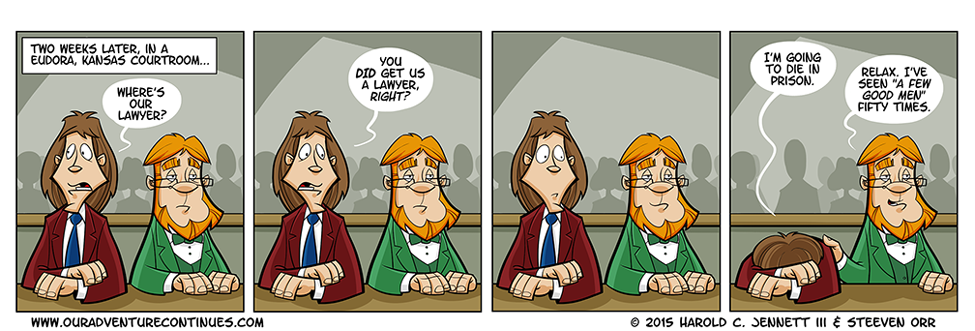 TWO WEEKS LATER, IN A
EUDORA, KANSAS COURTROOM...
WHERE'S
OUR
LAWYER?
YOU
DID GET US
A LAWYER,
RIGHT?
I'M GOING
TO DIE IN
PRISON.
RELAX. I'VE
SEEN "A FEW
GOOD MEN"
FIFTY TIMES.
WWW.OURADVENTURECONTINUES.COM
© 2015 HAROLD C. JENNETT III & STEEVEN ORR